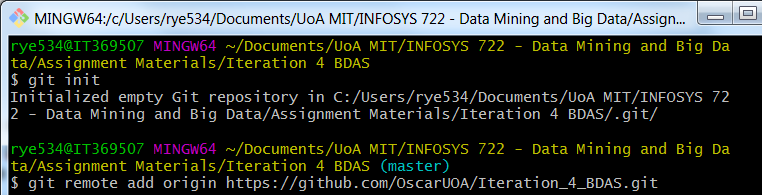 MINGW64:/c/Users/rye534/Documents/UoA MIT/INFOSYS 722 - Data Mining and Big Data/Assign...
rye534@IT369507 MINGW64 ~/Documents/UoA MIT/INFOSYS 722 - Data Mining and Big Da
ta/Assignment Materials/Iteration 4 BDAS
$ git init
Initialized empty Git repository in C:/Users/rye534/Documents/UoA MIT/INFOSYS 72
2 - Data Mining and Big Data/Assignment Materials/Iteration 4 BDAS/.git/
rye534@IT369507 MINGW64 ~/Documents/UoA MIT/INFOSYS 722 - Data Mining and Big Da
ta/Assignment Materials/Iteration 4 BDAS (master)
$ git remote add origin https://github.com/OscarUOA/Iteration_4_BDAS.git